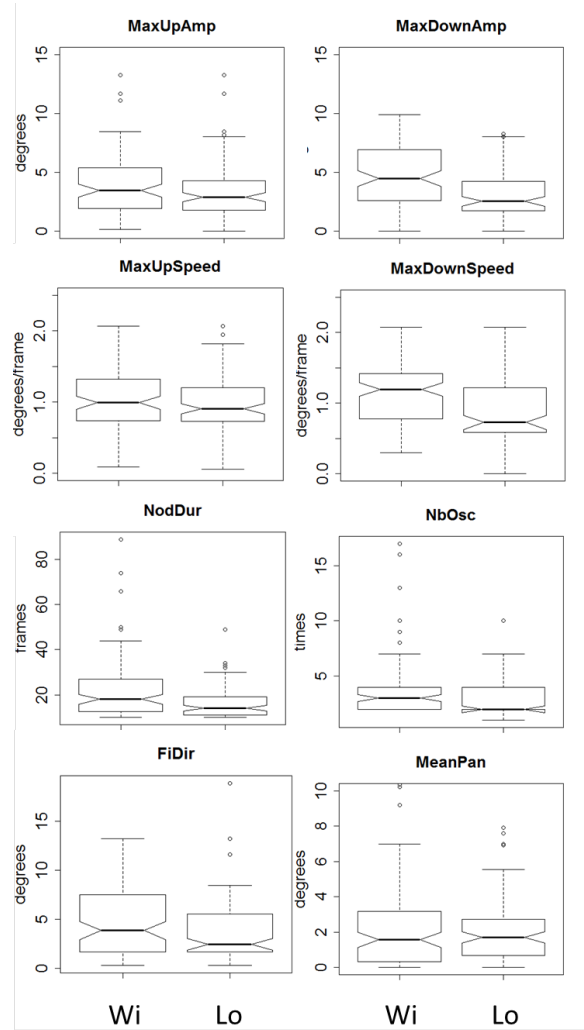 MaxUpAmp
degrees
0 5 10 15
MaxDownAmp
0 5 10 15
MaxUpSpeed
degrees/frame
0.0 1.0 2.0
MaxDownSpeed
degrees/frame
0.0 1.0 2.0
NodDur
frames
20 40 60 80
NbOsc
times
5 10 15
FiDir
degrees
0 5 10 15
MeanPan
degrees
0 2 4 6 8 10
Wi Lo Wi Lo